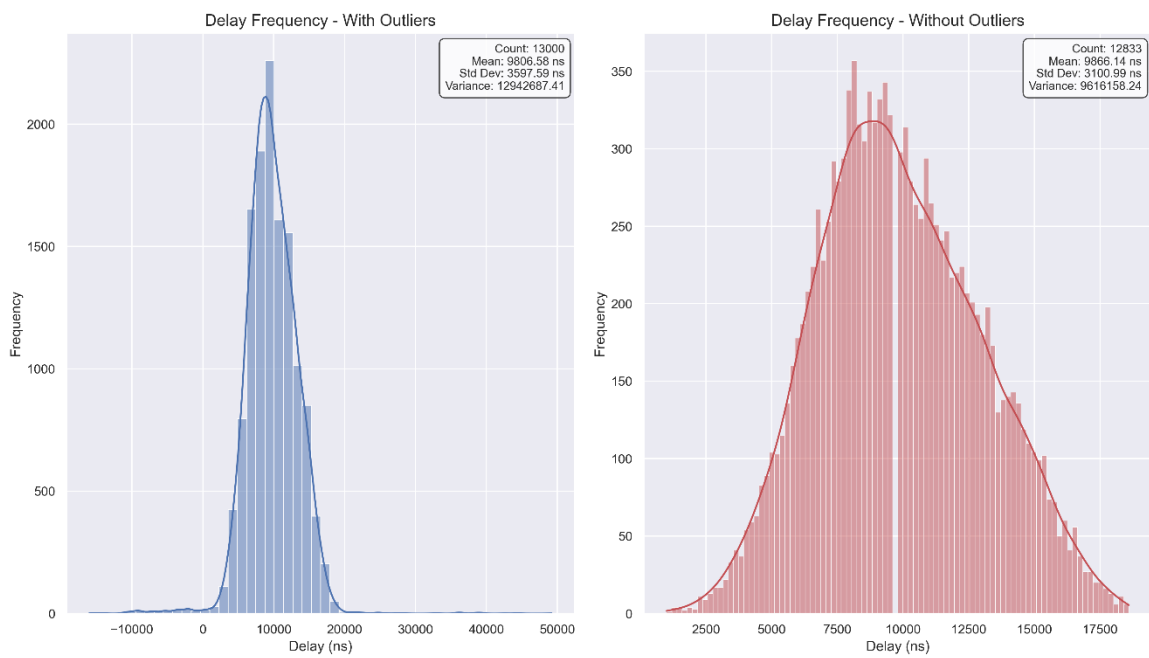 Delay Frequency - With Outliers
Count: 13000
Mean: 9806.58 ns
Std Dev: 3597.59 ns
Variance: 12942687.41
2000
1500
1000
500
0
Frequency
−10000 0 10000 20000 30000 40000 50000
Delay (ns)
Delay Frequency - Without Outliers
Count: 12833
Mean: 9866.14 ns
Std Dev: 3100.99 ns
Variance: 9616158.24
350
300
250
200
150
100
50
0
Frequency
2500 5000 7500 10000 12500 15000 17500
Delay (ns)